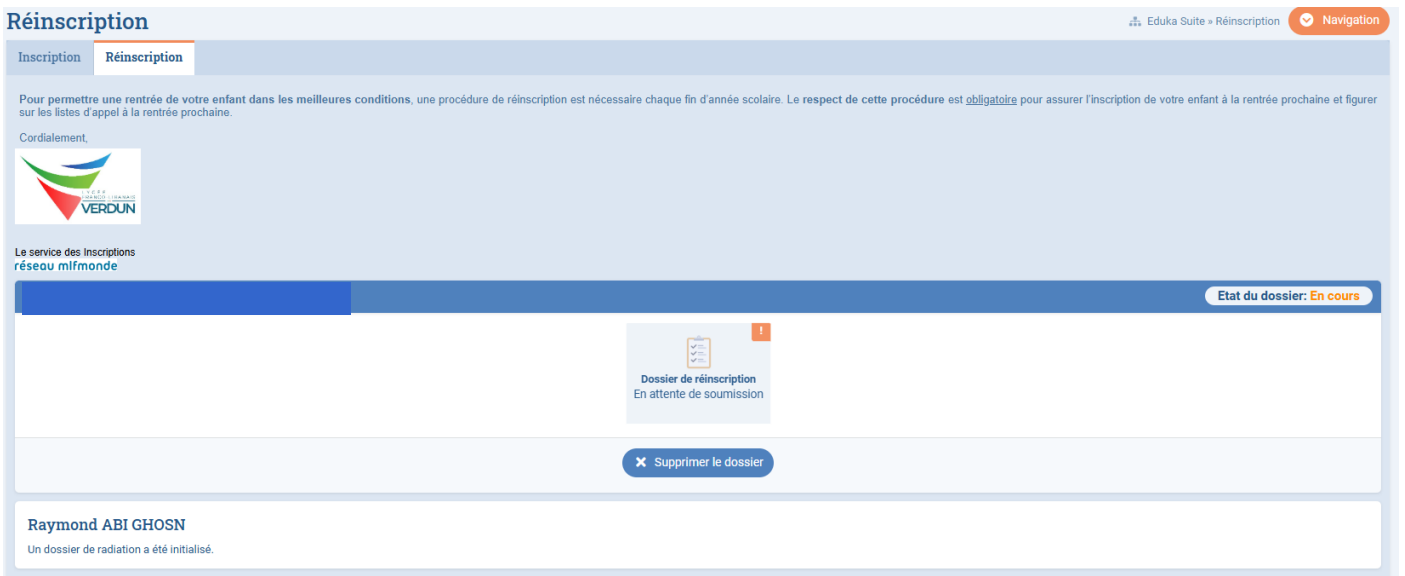 Réinscription
Eduka Suite » Réinscription
Navigation
Inscription
Réinscription
Pour permettre une rentrée de votre enfant dans les meilleures conditions, une procédure de réinscription est nécessaire chaque fin d'année scolaire. Le respect de cette procédure est obligatoire pour assurer l'inscription de votre enfant à la rentrée prochaine et figurer
sur les listes d'appel à la rentrée prochaine.
Cordialement,
LYCÉE
FRANCO LIBANAIS
VERDUN
Le service des Inscriptions
réseau mlfmonde
Etat du dossier: En cours
!
Dossier de réinscription
En attente de soumission
Supprimer le dossier
Raymond ABI GHOSN
Un dossier de radiation a été initialisé.